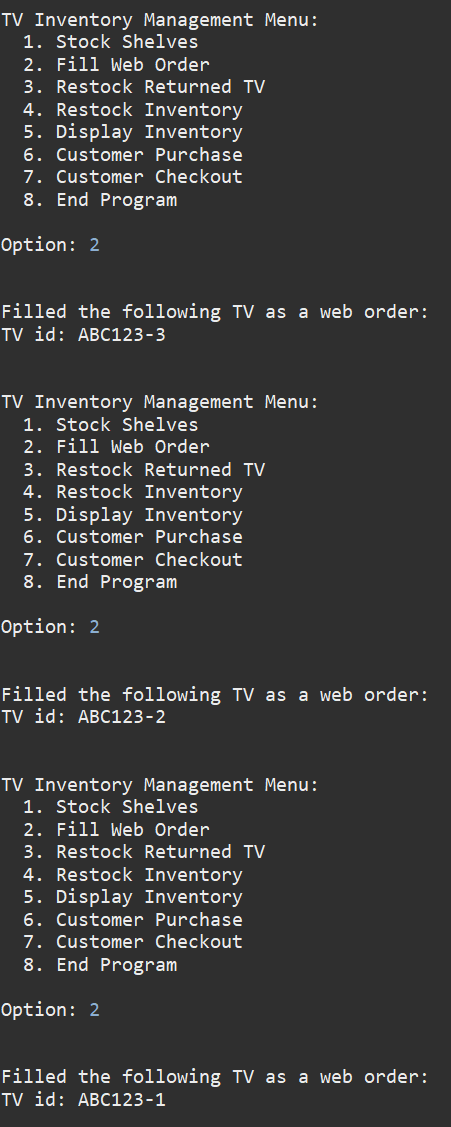 TV Inventory Management Menu:
  1. Stock Shelves
  2. Fill Web Order
  3. Restock Returned TV
  4. Restock Inventory
  5. Display Inventory
  6. Customer Purchase
  7. Customer Checkout
  8. End Program
Option: 2
Filled the following TV as a web order:
TV id: ABC123-3
TV Inventory Management Menu:
  1. Stock Shelves
  2. Fill Web Order
  3. Restock Returned TV
  4. Restock Inventory
  5. Display Inventory
  6. Customer Purchase
  7. Customer Checkout
  8. End Program
Option: 2
Filled the following TV as a web order:
TV id: ABC123-2
TV Inventory Management Menu:
  1. Stock Shelves
  2. Fill Web Order
  3. Restock Returned TV
  4. Restock Inventory
  5. Display Inventory
  6. Customer Purchase
  7. Customer Checkout
  8. End Program
Option: 2
Filled the following TV as a web order:
TV id: ABC123-1